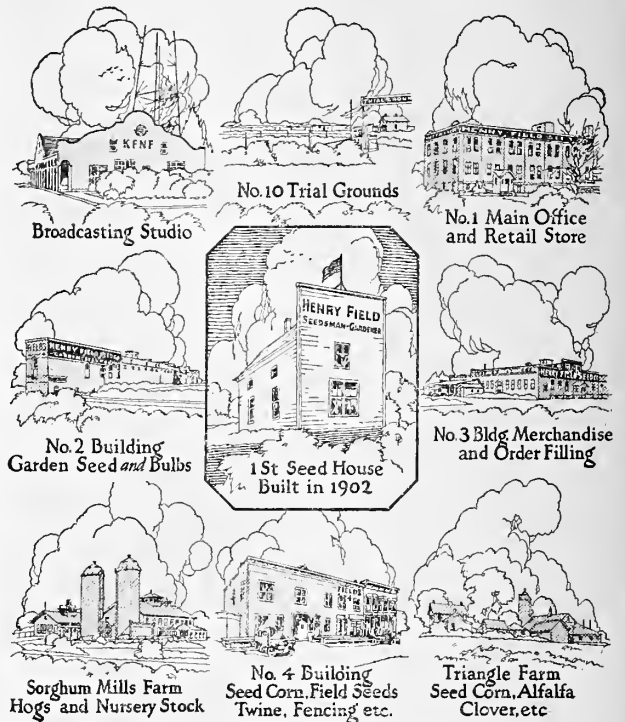 KFNF
Broadcasting Studio
No.10 Trial Grounds
HENRY FIELD
No.1 Main Office
and Retail Store
HENRY FIELD
SEEDSMAN-GARDENER
1St Seed House
Built in 1902
No.2 Building
Garden Seed and Bulbs
No.3 Bldg. Merchandise
and Order Filling
Sorghum Mills Farm
Hogs and Nursery Stock
FIELDS
No. 4 Building
Seed Corn, Field Seeds
Twine, Fencing etc.
Triangle Farm
Seed Corn, Alfalfa
Clover, etc